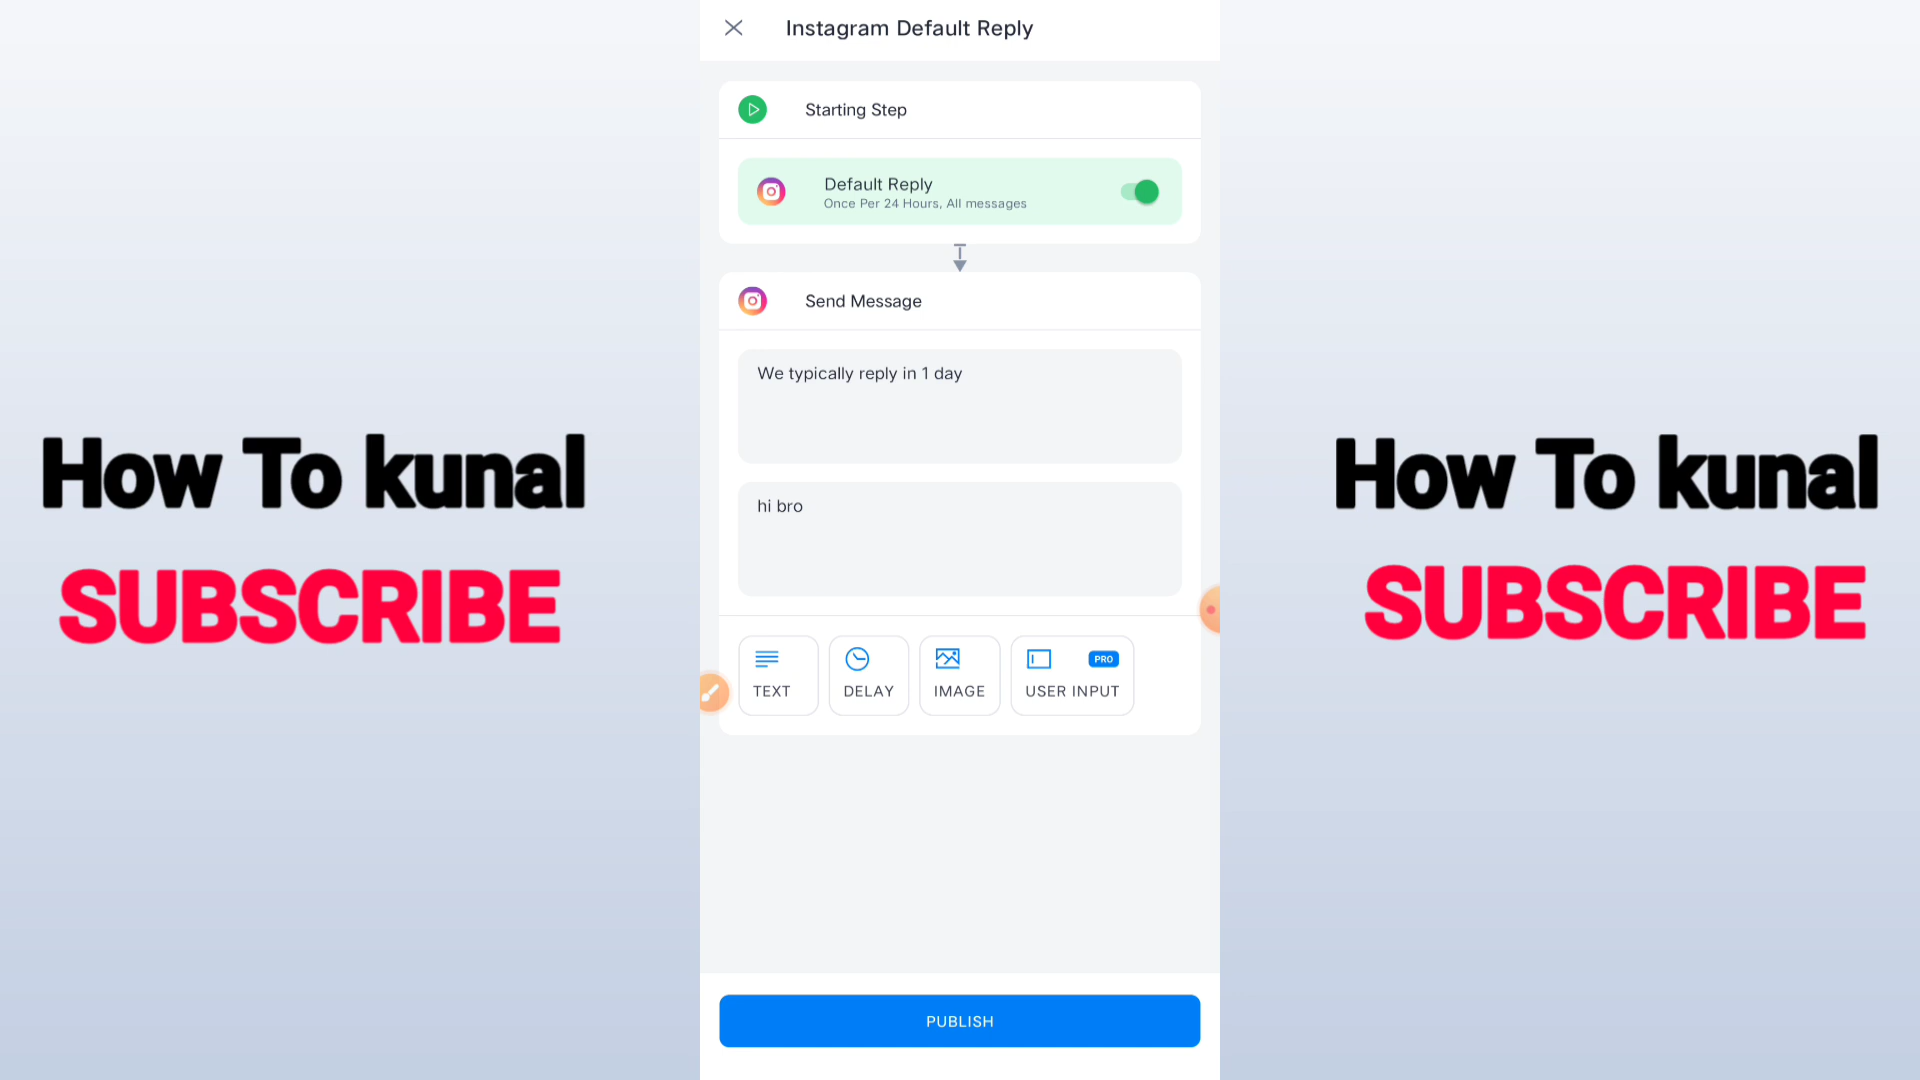 Instagram Default Reply
Starting Step
Default Reply
Once Per 24 Hours, All messages
Send Message
We typically reply in 1 day
hi bro
TEXT
DELAY
IMAGE
PRO
USER INPUT
PUBLISH
How To kunal
SUBSCRIBE
How To kunal
SUBSCRIBE